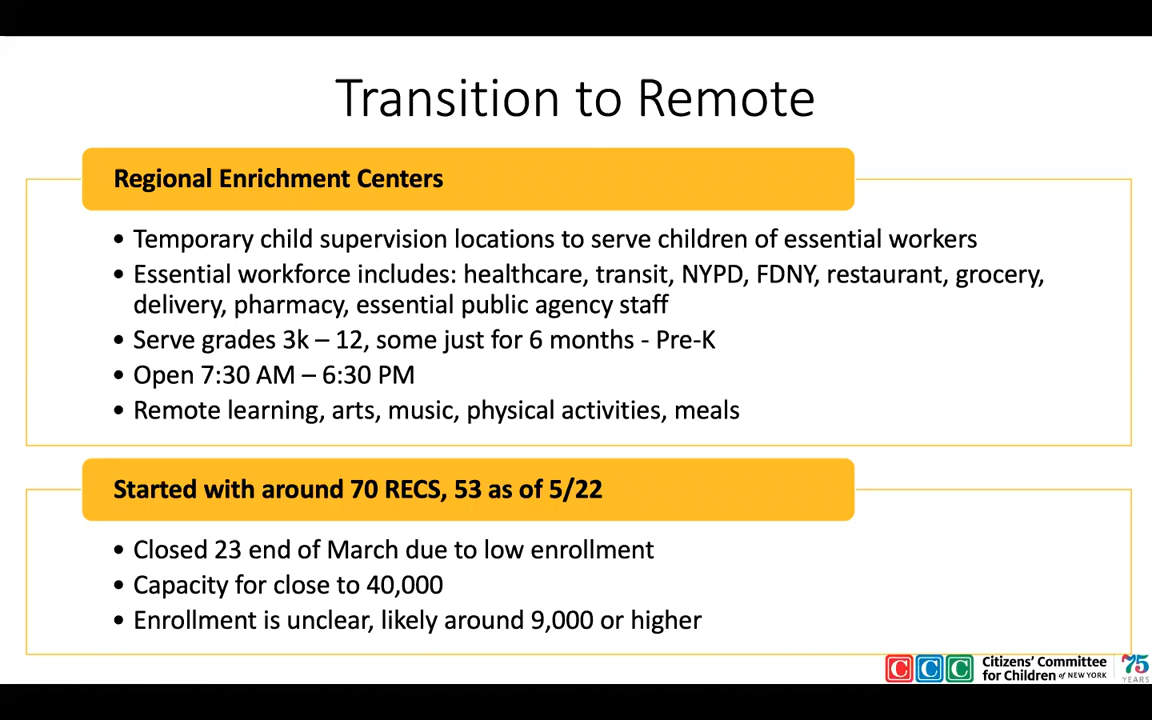 Transition to Remote
Regional Enrichment Centers
• Temporary child supervision locations to serve children of essential workers
• Essential workforce includes: healthcare, transit, NYPD, FDNY, restaurant, grocery,
delivery, pharmacy, essential public agency staff
• Serve grades 3k – 12, some just for 6 months - Pre-K
• Open 7:30 AM – 6:30 PM
• Remote learning, arts, music, physical activities, meals
Started with around 70 RECS, 53 as of 5/22
• Closed 23 end of March due to low enrollment
• Capacity for close to 40,000
• Enrollment is unclear, likely around 9,000 or higher
CCC
Citizens' Committee
for Children of NEW YORK
75
YEARS